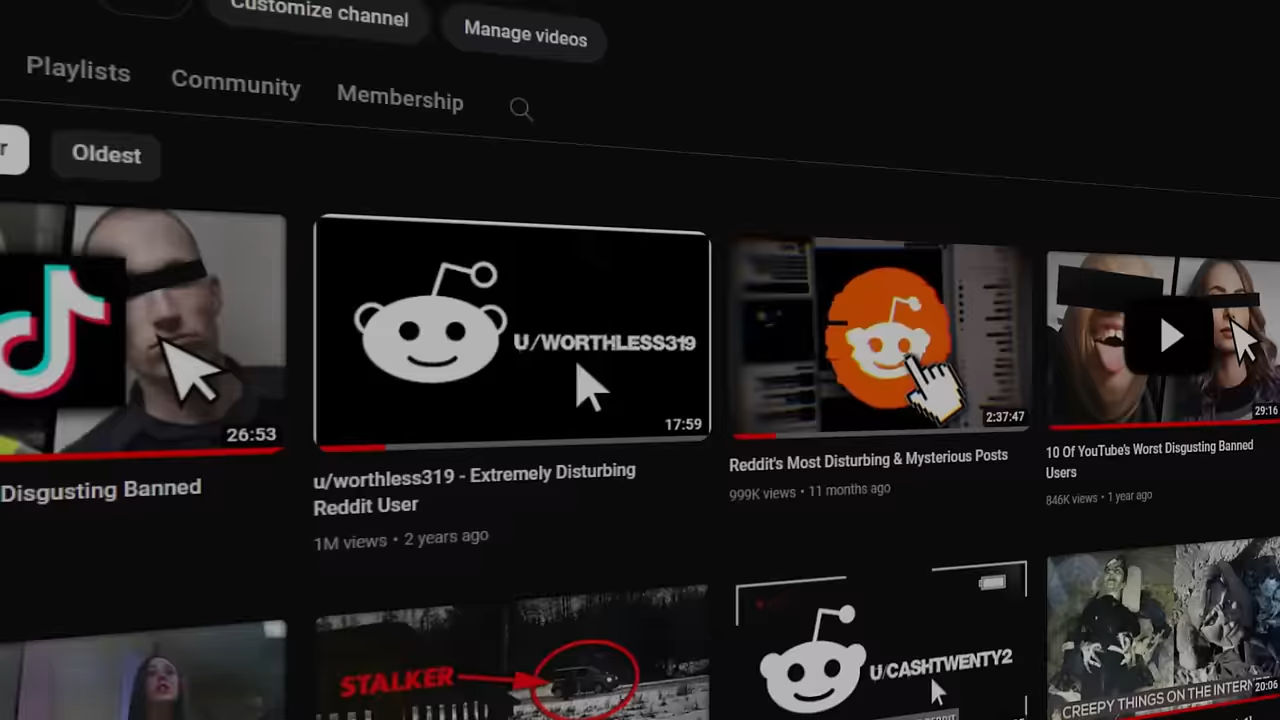 Customize channel
Manage videos
Playlists
Community
Membership
r
Oldest
26:53
U/WORTHLESS319
17:59
2:37:47
29:16
Disgusting Banned
u/worthless319 - Extremely Disturbing
Reddit User
1M views • 2 years ago
Reddit's Most Disturbing & Mysterious Posts
999K views • 11 months ago
10 Of YouTube's Worst Disgusting Banned
Users
846K views • 1 year ago
STALKER
U/CASHTWENTY2
CREEPY THINGS ON THE INTERNET
20:06